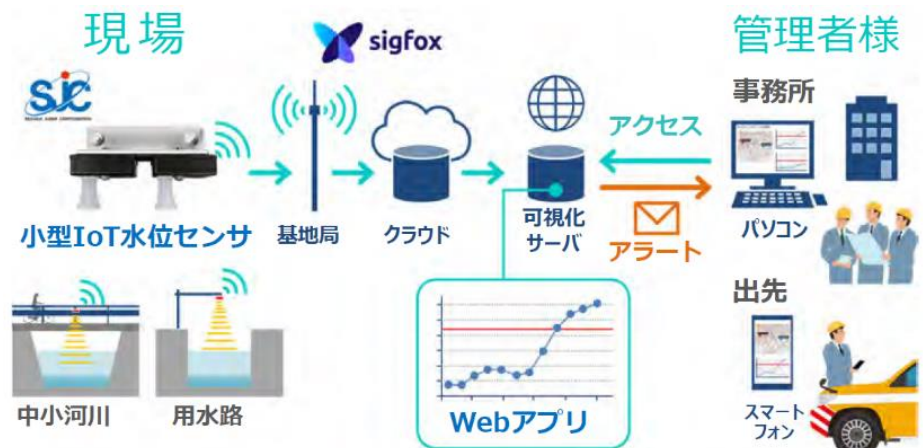 現場
sigfox
管理者様
SJC
事務所
アクセス
小型IoT水位センサ
基地局
クラウド
可視化
サーバ
アラート
パソコン
出先
Webアプリ
中小河川
用水路
スマート
フォン